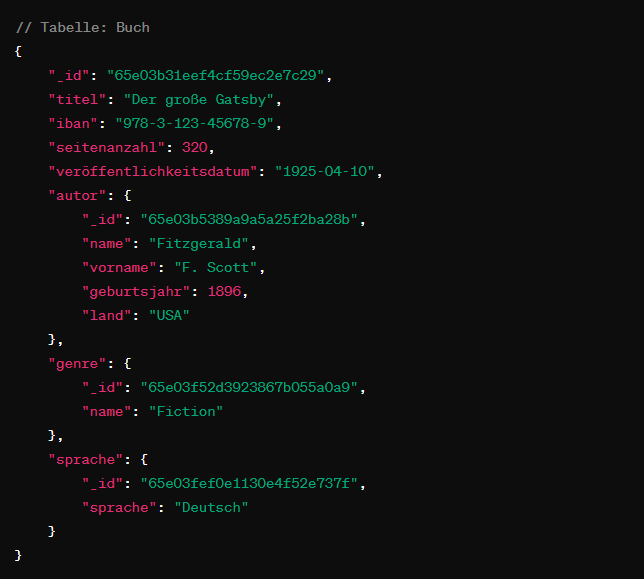 // Tabelle: Buch
{
    "_id": "65e03b31eef4cf59ec2e7c29",
    "titel": "Der große Gatsby",
    "iban": "978-3-123-45678-9",
    "seitenanzahl": 320,
    "veröffentlichkeitsdatum": "1925-04-10",
    "autor": {
        "_id": "65e03b5389a9a5a25f2ba28b",
        "name": "Fitzgerald",
        "vorname": "F. Scott",
        "geburtsjahr": 1896,
        "land": "USA"
    },
    "genre": {
        "_id": "65e03f52d3923867b055a0a9",
        "name": "Fiction"
    },
    "sprache": {
        "_id": "65e03fef0e1130e4f52e737f",
        "sprache": "Deutsch"
    }
}